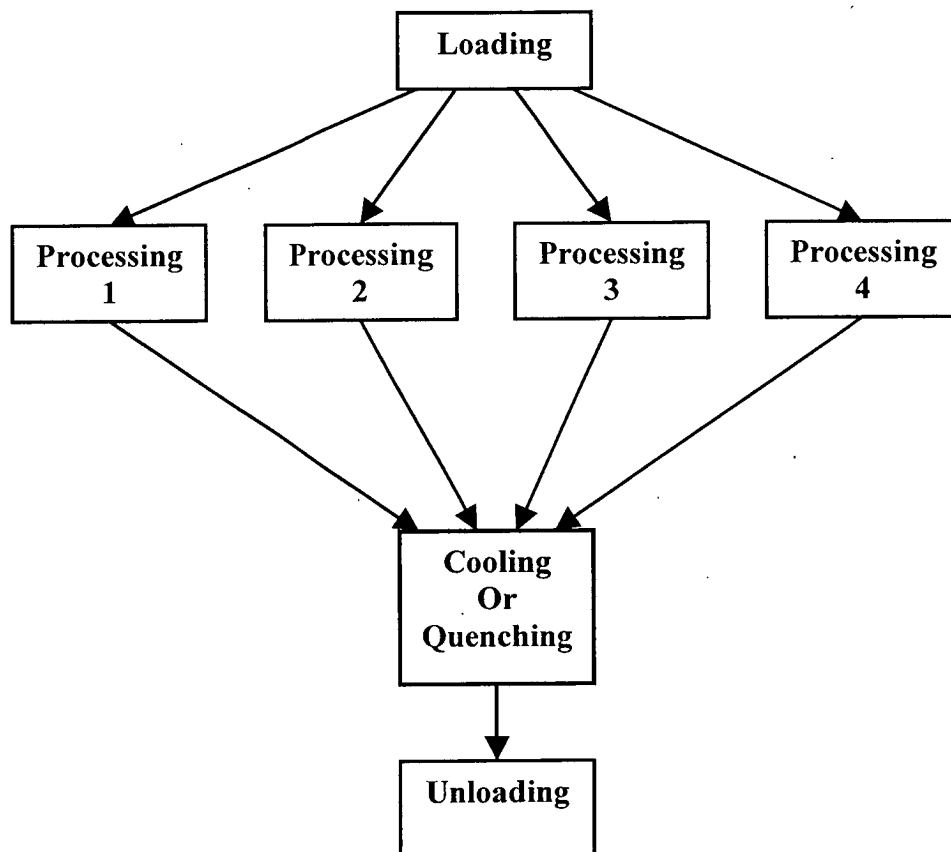 Loading
Processing
1
Processing
2
Processing
3
Processing
4
Cooling
Or
Quenching
Unloading